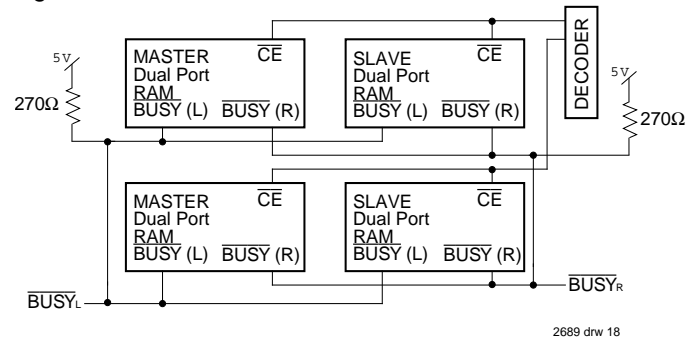 MASTER
Dual Port
RAM
CE
BUSY (L) BUSY (R)
SLAVE
Dual Port
RAM
CE
BUSY (L) BUSY (R)
DECODER
5V
270Ω
5V
270Ω
MASTER
Dual Port
RAM
CE
BUSY (L) BUSY (R)
SLAVE
Dual Port
RAM
CE
BUSY (L) BUSY (R)
BUSYL
BUSYR
2689 drw 18